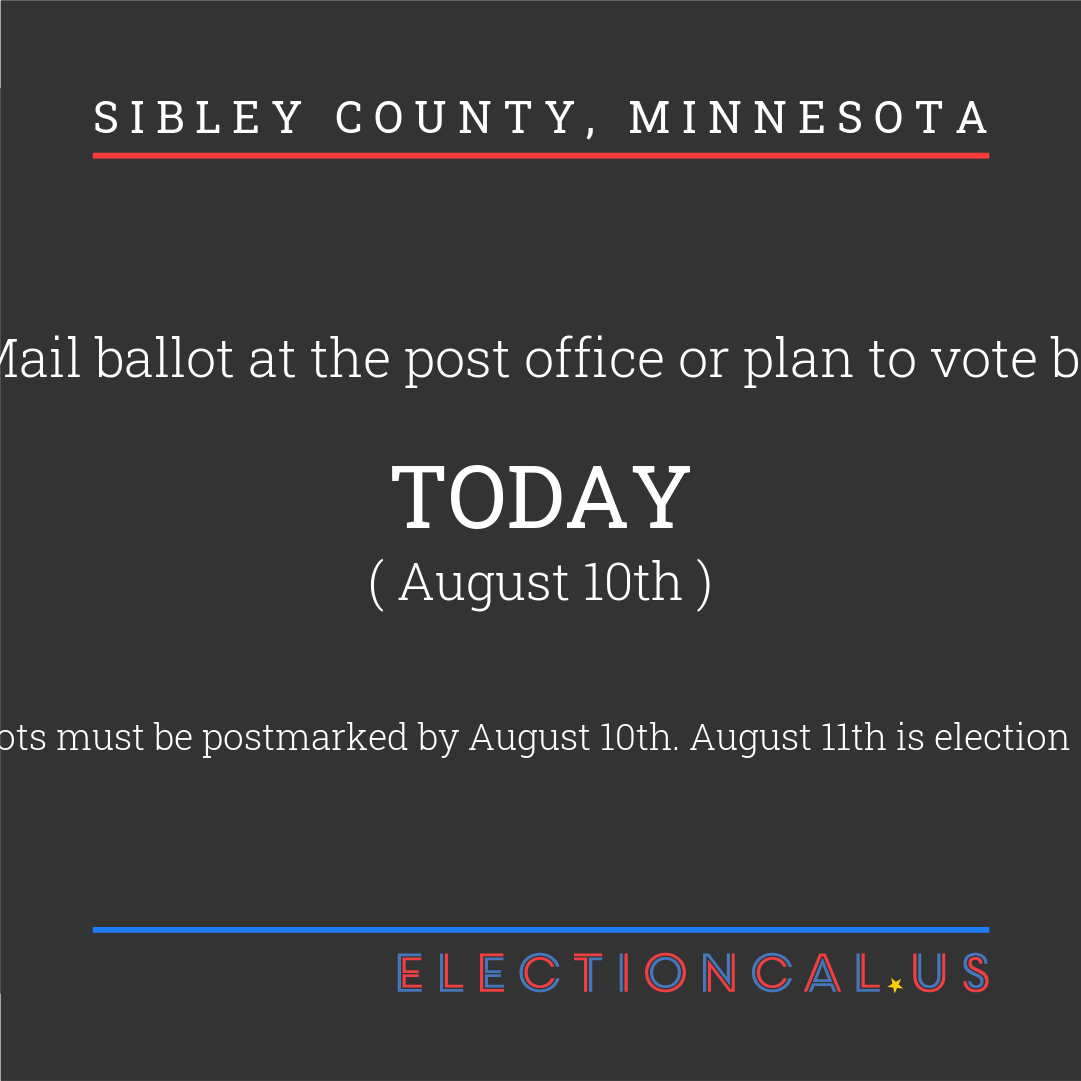 SIBLEY COUNTY, MINNESOTA
Mail ballot at the post office or plan to vote b
TODAY
( August 10th )
ots must be postmarked by August 10th. August 11th is election
ELECTIONCAL.US